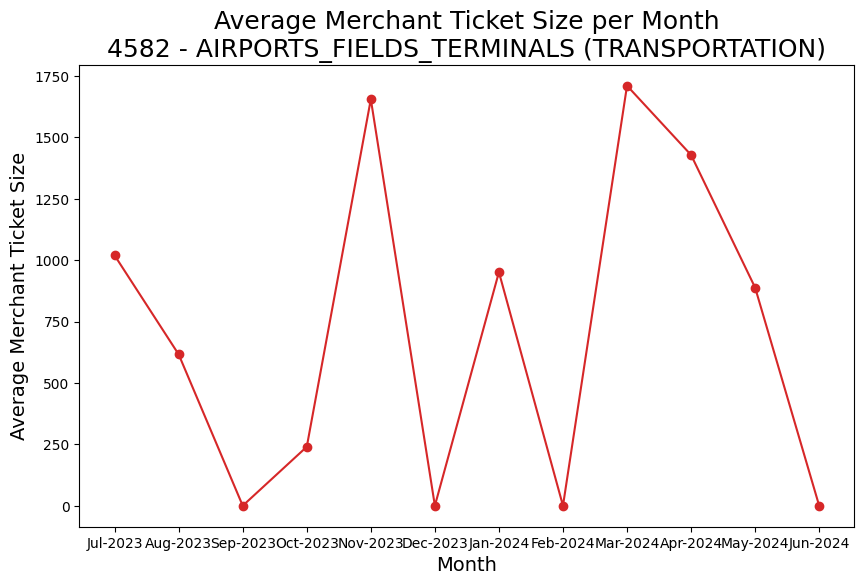 Average Merchant Ticket Size per Month
4582 - AIRPORTS_FIELDS_TERMINALS (TRANSPORTATION)
1750
1500
1250
1000
750
500
250
0
Average Merchant Ticket Size
Jul-2023 Aug-2023 Sep-2023 Oct-2023 Nov-2023 Dec-2023 Jan-2024 Feb-2024 Mar-2024 Apr-2024 May-2024 Jun-2024
Month